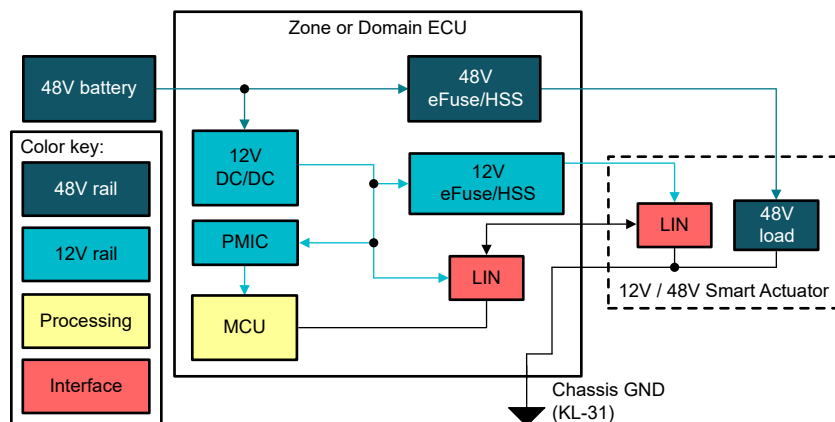 Zone or Domain ECU
48V battery
48V
eFuse/HSS
Color key:
48V rail
12V rail
Processing
Interface
12V
DC/DC
12V
eFuse/HSS
PMIC
LIN
MCU
LIN
48V
load
12V / 48V Smart Actuator
Chassis GND
(KL-31)